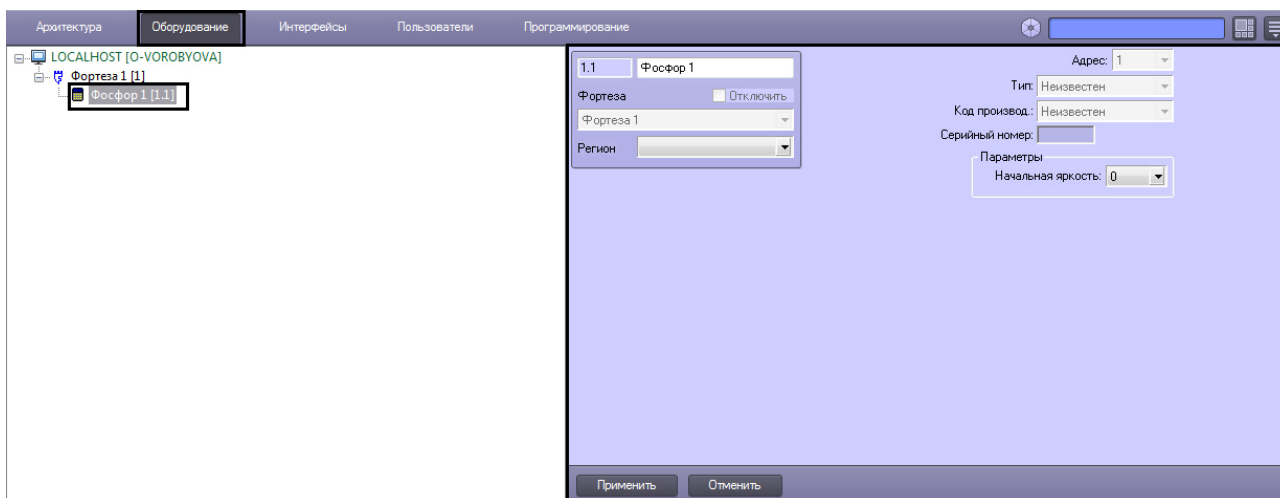 Архитектура Оборудование Интерфейсы Пользователи Программирование
LOCALHOST [O-VOROBYOVA]
Фортеза 1 [1]
Фосфор 1 [1.1]
1.1 Фосфор 1
Фортеза Отключить
Фортеза 1
Регион
Адрес: 1
Тип: Неизвестен
Код производ.: Неизвестен
Серийный номер:
Параметры
Начальная яркость: 0
Применить Отменить